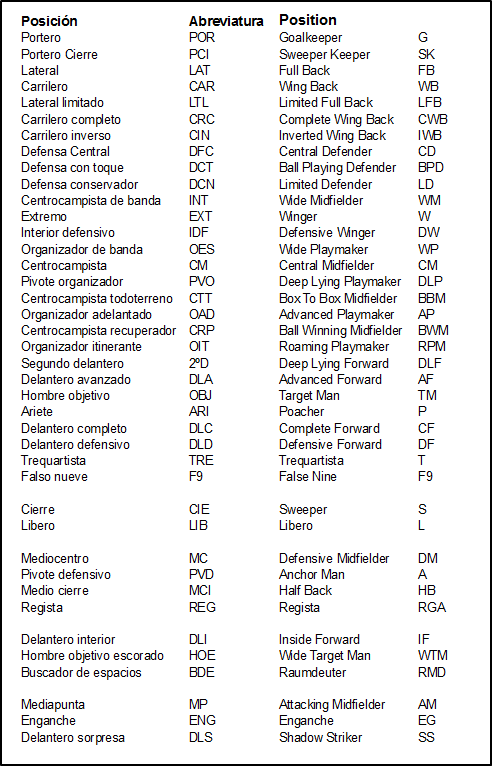 Posición Abreviatura Position
Portero POR Goalkeeper G
Portero Cierre PCI Sweeper Keeper SK
Lateral LAT Full Back FB
Carrilero CAR Wing Back WB
Lateral limitado LTL Limited Full Back LFB
Carrilero completo CRC Complete Wing Back CWB
Carrilero inverso CIN Inverted Wing Back IWB
Defensa Central DFC Central Defender CD
Defensa con toque DCT Ball Playing Defender BPD
Defensa conservador DCN Limited Defender LD
Centrocampista de banda INT Wide Midfielder WM
Extremo EXT Winger W
Interior defensivo IDF Defensive Winger DW
Organizador de banda OES Wide Playmaker WP
Centrocampista CM Central Midfielder CM
Pivote organizador PVO Deep Lying Playmaker DLP
Centrocampista todoterreno CTT Box To Box Midfielder BBM
Organizador adelantado OAD Advanced Playmaker AP
Centrocampista recuperador CRP Ball Winning Midfielder BWM
Organizador itinerante OIT Roaming Playmaker RPM
Segundo delantero 2ºD Deep Lying Forward DLF
Delantero avanzado DLA Advanced Forward AF
Hombre objetivo OBJ Target Man TM
Ariete ARI Poacher P
Delantero completo DLC Complete Forward CF
Delantero defensivo DLD Defensive Forward DF
Trequartista TRE Trequartista T
Falso nueve F9 False Nine F9
Cierre CIE Sweeper S
Libero LIB Libero L
Mediocentro MC Defensive Midfielder DM
Pivote defensivo PVD Anchor Man A
Medio cierre MCI Half Back HB
Regista REG Regista RGA
Delantero interior DLI Inside Forward IF
Hombre objetivo escorado HOE Wide Target Man WTM
Buscador de espacios BDE Raumdeuter RMD
Mediapunta MP Attacking Midfielder AM
Enganche ENG Enganche EG
Delantero sorpresa DLS Shadow Striker SS